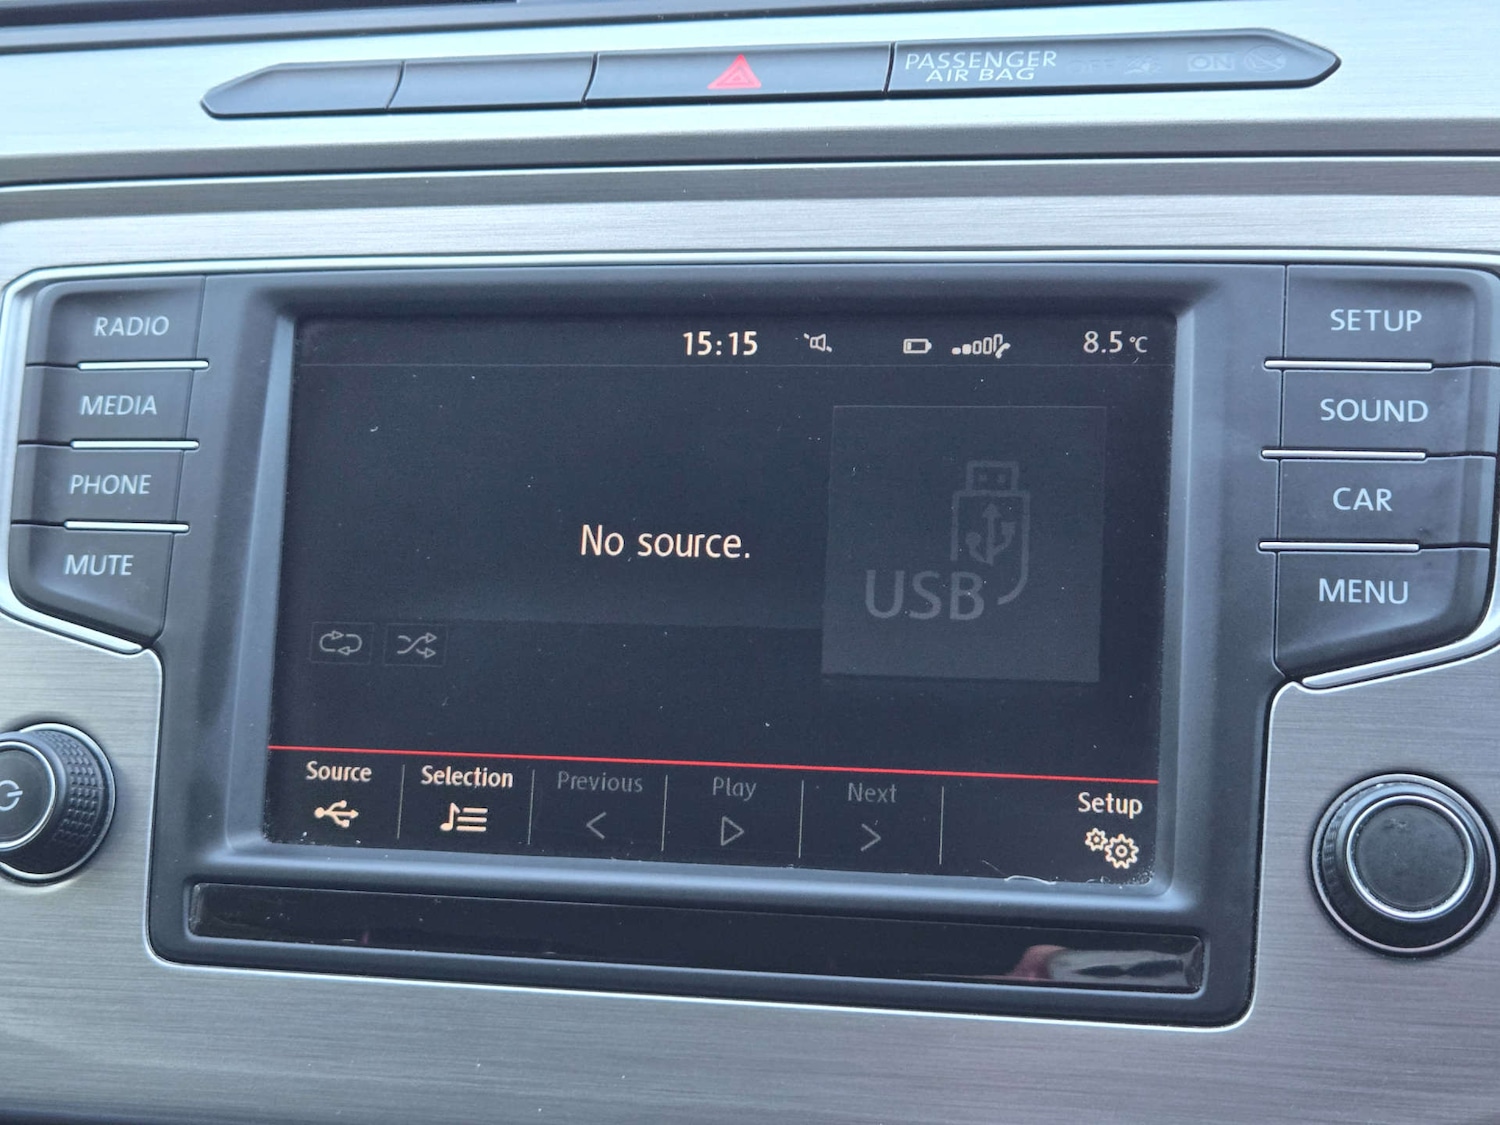 PASSENGER
AIR BAG
ON
RADIO
MEDIA
PHONE
MUTE
15:15
8.5°C
No source.
USB
Source
Selection
Previous
Play
Next
Setup
SETUP
SOUND
CAR
MENU